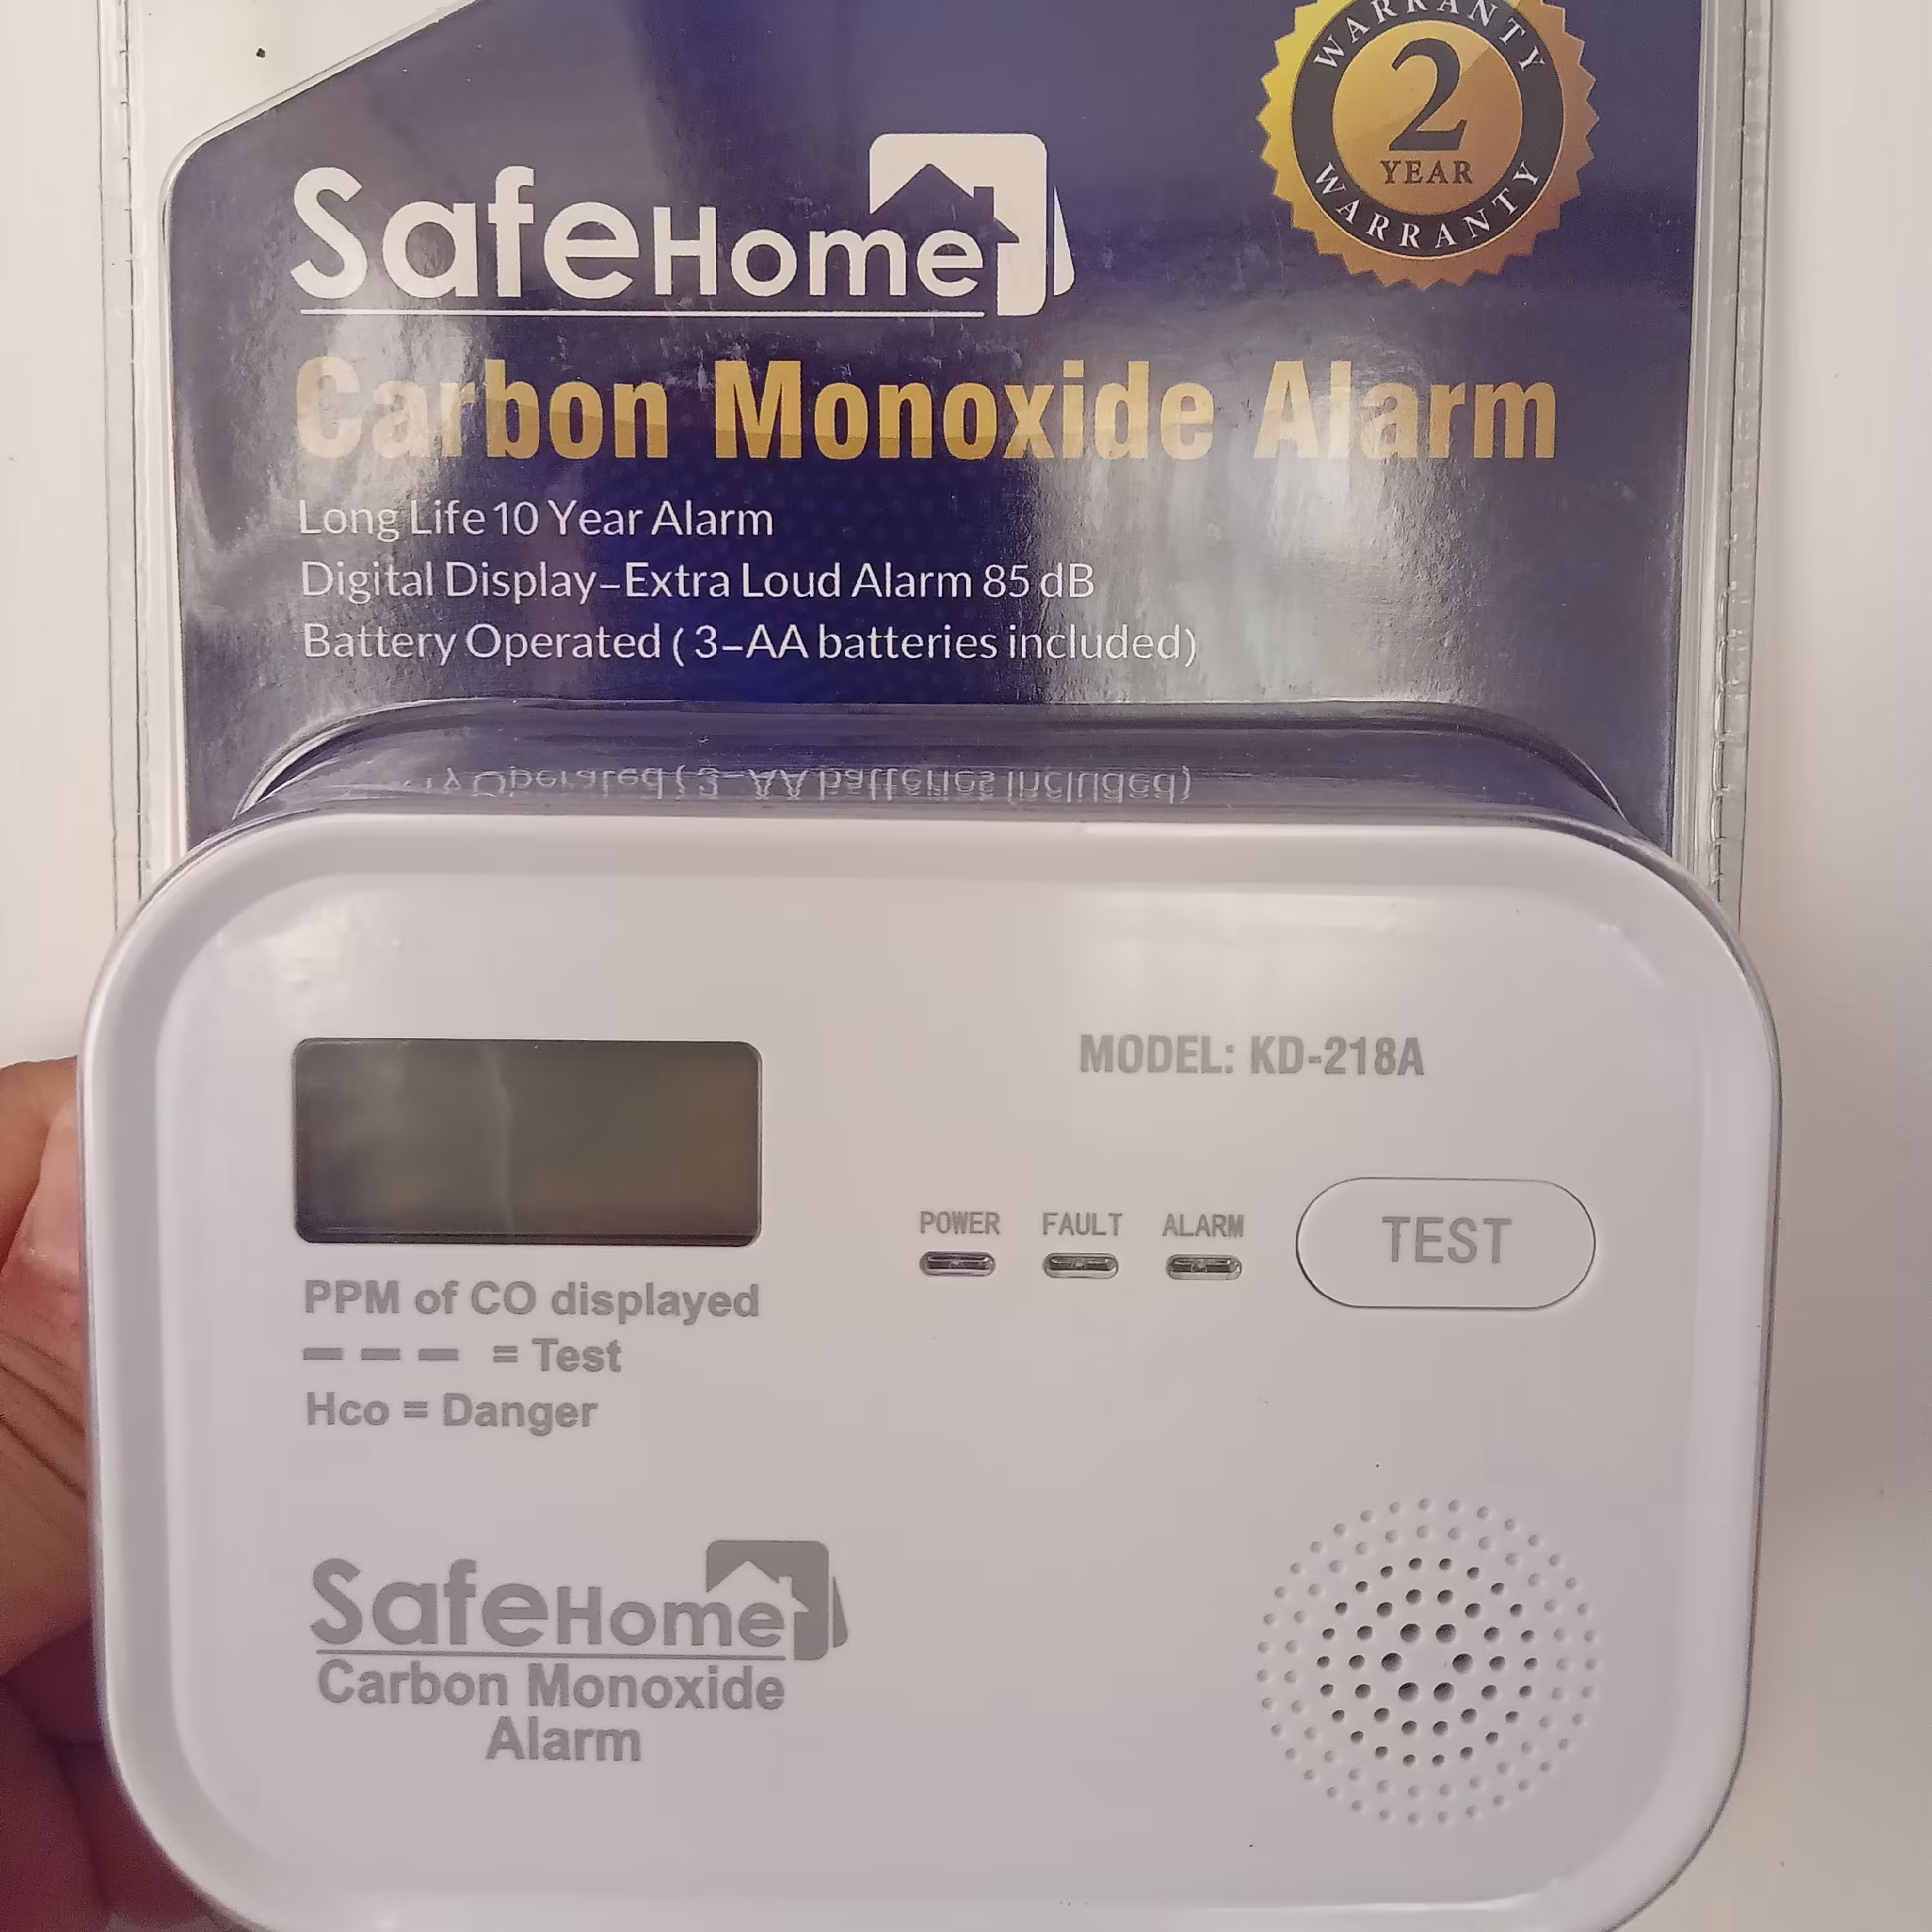 WARRANTY
2
YEAR
WARRANTY
SafeHome
Carbon Monoxide Alarm
Long Life 10 Year Alarm
Digital Display–Extra Loud Alarm 85 dB
Battery Operated ( 3–AA batteries included)
MODEL: KD-218A
POWER FAULT ALARM TEST
PPM of CO displayed
– – – = Test
Hco = Danger
SafeHome
Carbon Monoxide
Alarm